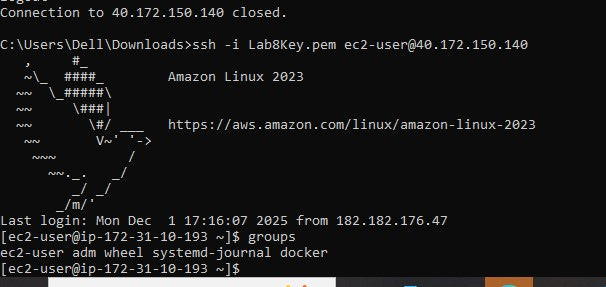 Connection to 40.172.150.140 closed.
C:\Users\Dell\Downloads>ssh -i Lab8Key.pem ec2-user@40.172.150.140
   ,     #_
   ~\_  ####_        Amazon Linux 2023
  ~~  \_#####\
  ~~     \###|
  ~~       \#/ ___   https://aws.amazon.com/linux/amazon-linux-2023
   ~~       V~' '->
    ~~~         /
      ~~._.   _/
         _/ _/
       _/m/'
Last login: Mon Dec  1 17:16:07 2025 from 182.182.176.47
[ec2-user@ip-172-31-10-193 ~]$ groups
ec2-user adm wheel systemd-journal docker
[ec2-user@ip-172-31-10-193 ~]$